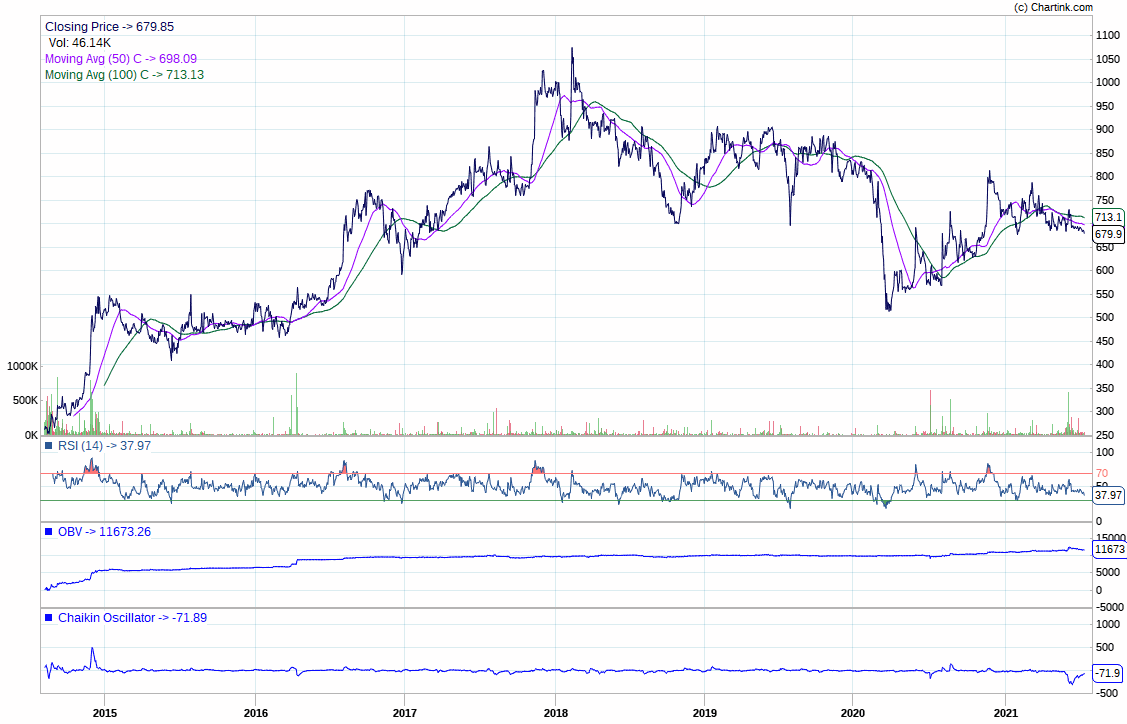 (c) Chartink.com
Closing Price -> 679.85
Vol: 46.14K
Moving Avg (50) C -> 698.09
Moving Avg (100) C -> 713.13
1100
1050
1000
950
900
850
800
750
713.1
679.9
650
600
550
500
450
400
350
300
250
1000K
500K
0K
RSI (14) -> 37.97
100
70
50
37.97
0
OBV -> 11673.26
15000
11673
5000
0
-5000
Chaikin Oscillator -> -71.89
1000
500
-71.9
-500
2015 2016 2017 2018 2019 2020 2021